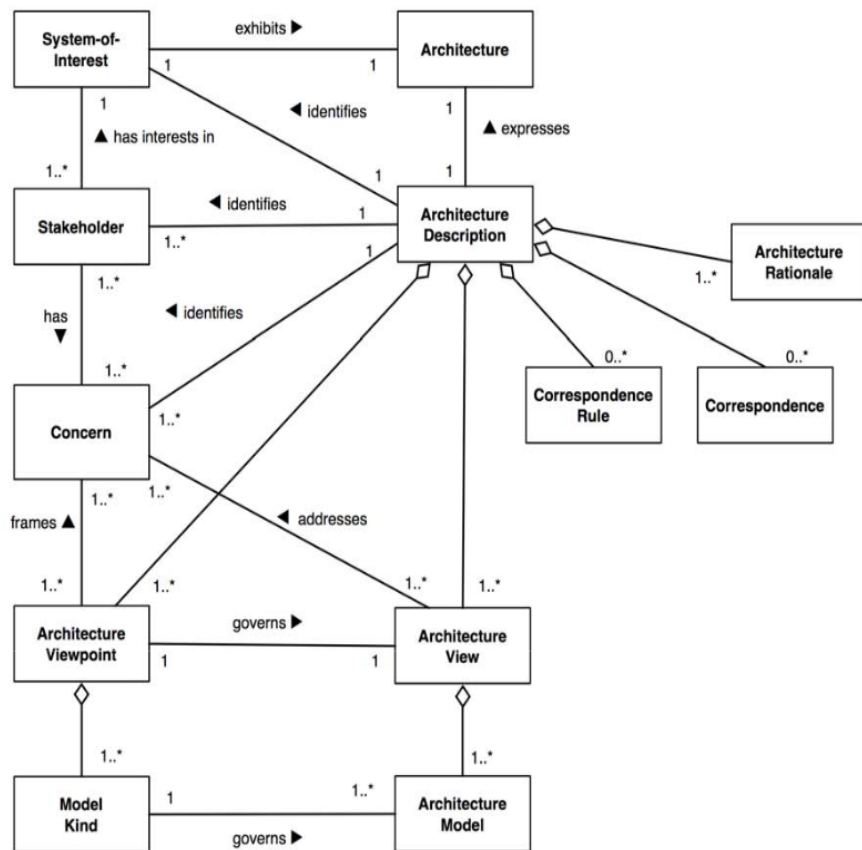 System-of-
Interest
exhibits ►
Architecture
1
1
1
◄ identifies
1
▲ has interests in
▲ expresses
1..*
1
1
Stakeholder
◄ identifies
1
1..*
Architecture
Description
1
Architecture
Rationale
1..*
1..*
has
▼
◄ identifies
1..*
0..*
0..*
1..*
Concern
Correspondence
Rule
Correspondence
1..*
1..*
frames ▲
◄ addresses
1..*
1..*
1..*
1..*
Architecture
Viewpoint
governs ►
Architecture
View
1
1
1..*
1..*
Model
Kind
1
1..*
Architecture
Model
governs ►